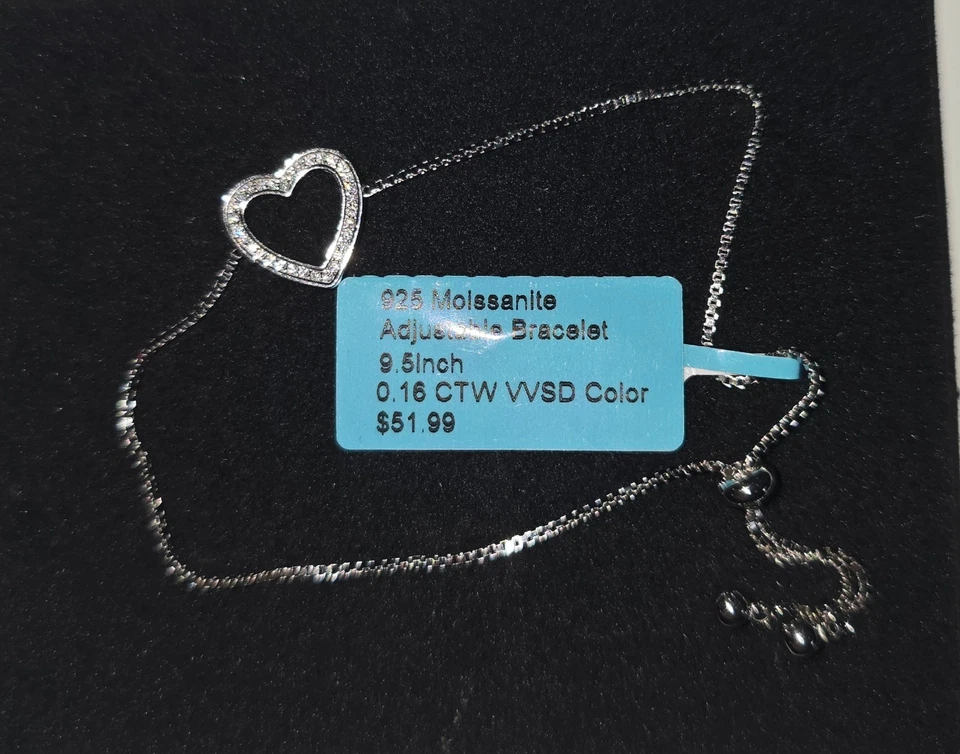 925 Moissanite
Adjustable Bracelet
9.5Inch
0.16 CTW VVSD Color
$51.99